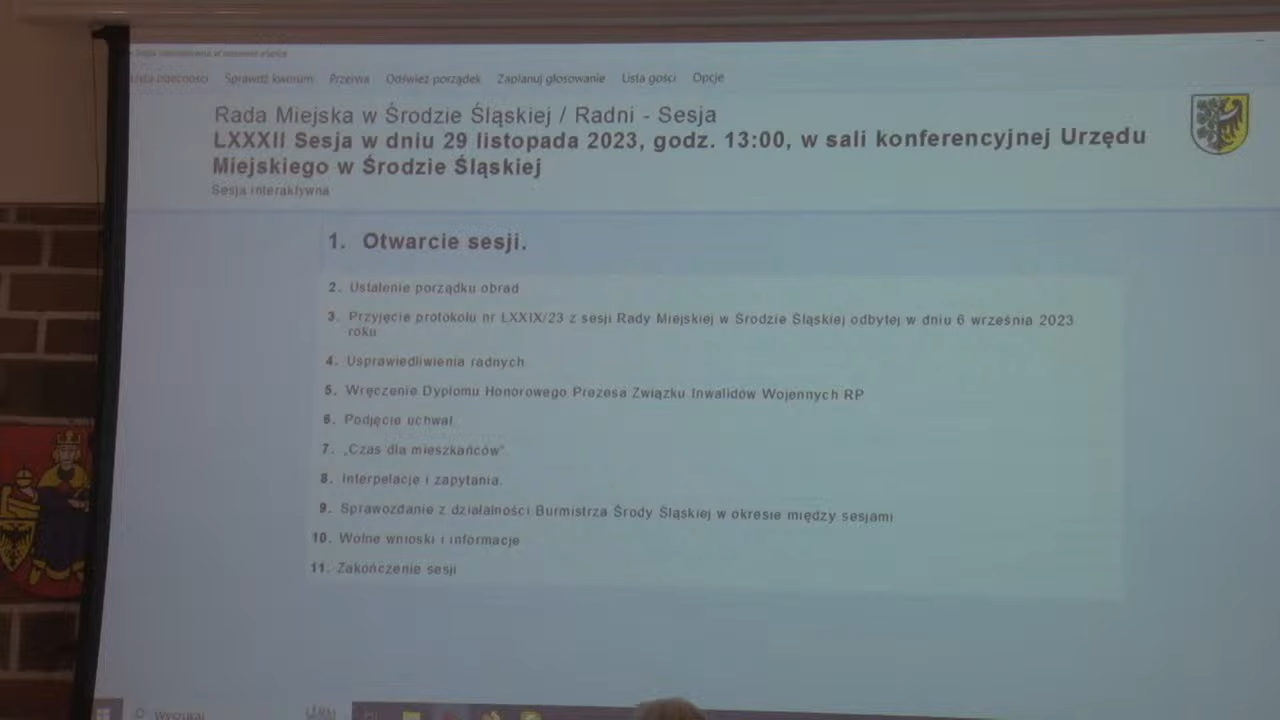 Lista obecności Sprawdź kworum Przerwa Odśwież porządek Zaplanuj głosowanie Lista gości Opcje
Rada Miejska w Środzie Śląskiej / Radni - Sesja
LXXXII Sesja w dniu 29 listopada 2023, godz. 13:00, w sali konferencyjnej Urzędu
Miejskiego w Środzie Śląskiej
Sesja interaktywna
1. Otwarcie sesji.
2. Ustalenie porządku obrad
3. Przyjęcie protokołu nr LXXIX/23 z sesji Rady Miejskiej w Środzie Śląskiej odbytej w dniu 6 września 2023
roku
4. Usprawiedliwienia radnych
5. Wręczenie Dyplomu Honorowego Prezesa Związku Inwalidów Wojennych RP
6. Podjęcie uchwał
7. „Czas dla mieszkańców"
8. Interpelacje i zapytania.
9. Sprawozdanie z działalności Burmistrza Środy Śląskiej w okresie między sesjami
10. Wolne wnioski i informacje
11. Zakończenie sesji
Wyszukaj